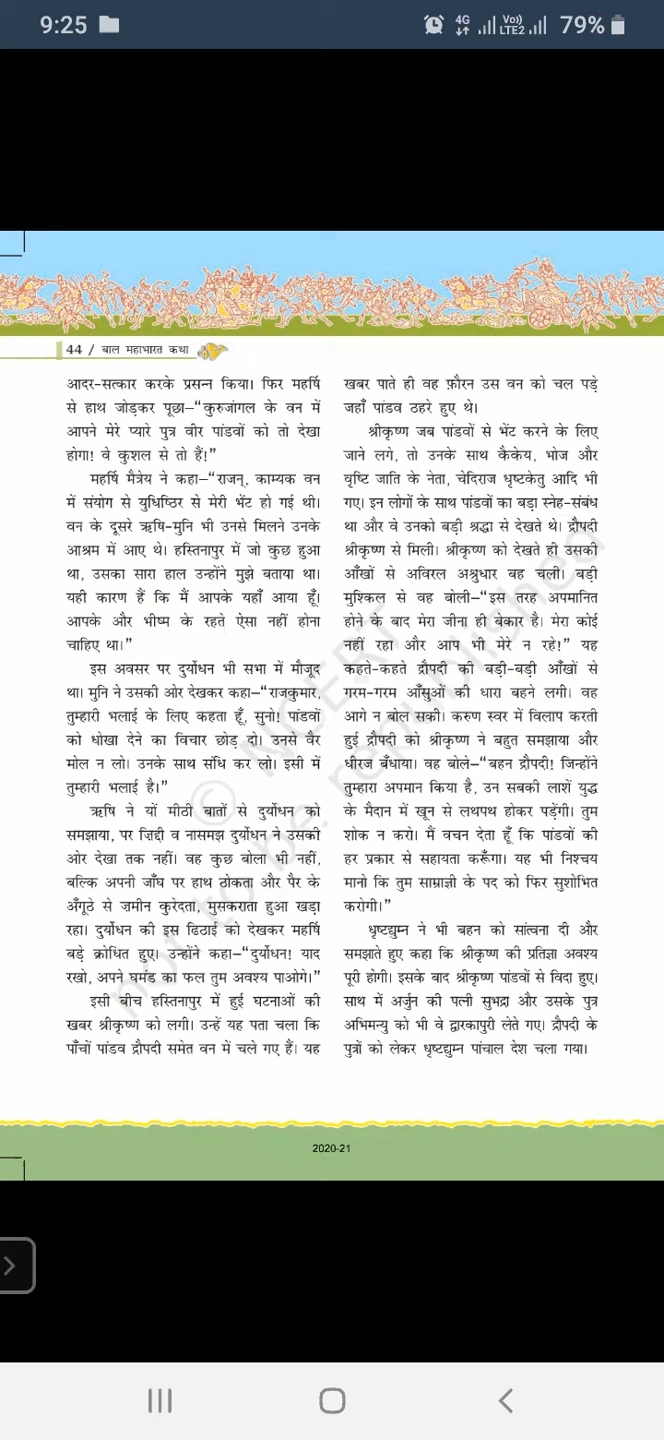 9:25
4G Vo) LTE2 79%
44 / बाल महाभारत कथा
आदर-सत्कार करके प्रसन्न किया। फिर महर्षि
से हाथ जोड़कर पूछा–“कुरुजांगल के वन में
आपने मेरे प्यारे पुत्र वीर पांडवों को तो देखा
होगा! वे कुशल से तो हैं!”
महर्षि मैत्रेय ने कहा–“राजन्, काम्यक वन
में संयोग से युधिष्ठिर से मेरी भेंट हो गई थी।
वन के दूसरे ऋषि-मुनि भी उनसे मिलने उनके
आश्रम में आए थे। हस्तिनापुर में जो कुछ हुआ
था, उसका सारा हाल उन्होंने मुझे बताया था।
यही कारण हैं कि मैं आपके यहाँ आया हूँ।
आपके और भीष्म के रहते ऐसा नहीं होना
चाहिए था।”
इस अवसर पर दुर्योधन भी सभा में मौजूद
था। मुनि ने उसकी ओर देखकर कहा–“राजकुमार,
तुम्हारी भलाई के लिए कहता हूँ, सुनो! पांडवों
को धोखा देने का विचार छोड़ दो। उनसे वैर
मोल न लो। उनके साथ संधि कर लो। इसी में
तुम्हारी भलाई है।”
ऋषि ने यों मीठी बातों से दुर्योधन को
समझाया, पर ज़िद्दी व नासमझ दुर्योधन ने उसकी
ओर देखा तक नहीं। वह कुछ बोला भी नहीं,
बल्कि अपनी जाँघ पर हाथ ठोकता और पैर के
अँगूठे से ज़मीन कुरेदता, मुसकराता हुआ खड़ा
रहा। दुर्योधन की इस ढिठाई को देखकर महर्षि
बड़े क्रोधित हुए। उन्होंने कहा–“दुर्योधन! याद
रखो, अपने घमंड का फल तुम अवश्य पाओगे।”
इसी बीच हस्तिनापुर में हुई घटनाओं की
खबर श्रीकृष्ण को लगी। उन्हें यह पता चला कि
पाँचों पांडव द्रौपदी समेत वन में चले गए हैं। यह
खबर पाते ही वह फ़ौरन उस वन को चल पड़े
जहाँ पांडव ठहरे हुए थे।
श्रीकृष्ण जब पांडवों से भेंट करने के लिए
जाने लगे, तो उनके साथ कैकेय, भोज और
वृष्टि जाति के नेता, चेदिराज धृष्टकेतु आदि भी
गए। इन लोगों के साथ पांडवों का बड़ा स्नेह-संबंध
था और वे उनको बड़ी श्रद्धा से देखते थे। द्रौपदी
श्रीकृष्ण से मिली। श्रीकृष्ण को देखते ही उसकी
आँखों से अविरल अश्रुधार बह चली। बड़ी
मुश्किल से वह बोली–“इस तरह अपमानित
होने के बाद मेरा जीना ही बेकार है। मेरा कोई
नहीं रहा और आप भी मेरे न रहे!” यह
कहते-कहते द्रौपदी की बड़ी-बड़ी आँखों से
गरम-गरम आँसुओं की धारा बहने लगी। वह
आगे न बोल सकी। करुण स्वर में विलाप करती
हुई द्रौपदी को श्रीकृष्ण ने बहुत समझाया और
धीरज बँधाया। वह बोले–“बहन द्रौपदी! जिन्होंने
तुम्हारा अपमान किया है, उन सबकी लाशें युद्ध
के मैदान में खून से लथपथ होकर पड़ेंगी। तुम
शोक न करो। मैं वचन देता हूँ कि पांडवों की
हर प्रकार से सहायता करूँगा। यह भी निश्चय
मानो कि तुम साम्राज्ञी के पद को फिर सुशोभित
करोगी।”
धृष्टद्युम्न ने भी बहन को सांत्वना दी और
समझाते हुए कहा कि श्रीकृष्ण की प्रतिज्ञा अवश्य
पूरी होगी। इसके बाद श्रीकृष्ण पांडवों से विदा हुए।
साथ में अर्जुन की पत्नी सुभद्रा और उसके पुत्र
अभिमन्यु को भी वे द्वारकापुरी लेते गए। द्रौपदी के
पुत्रों को लेकर धृष्टद्युम्न पांचाल देश चला गया।
© NCERT
not to be republished
2020-21